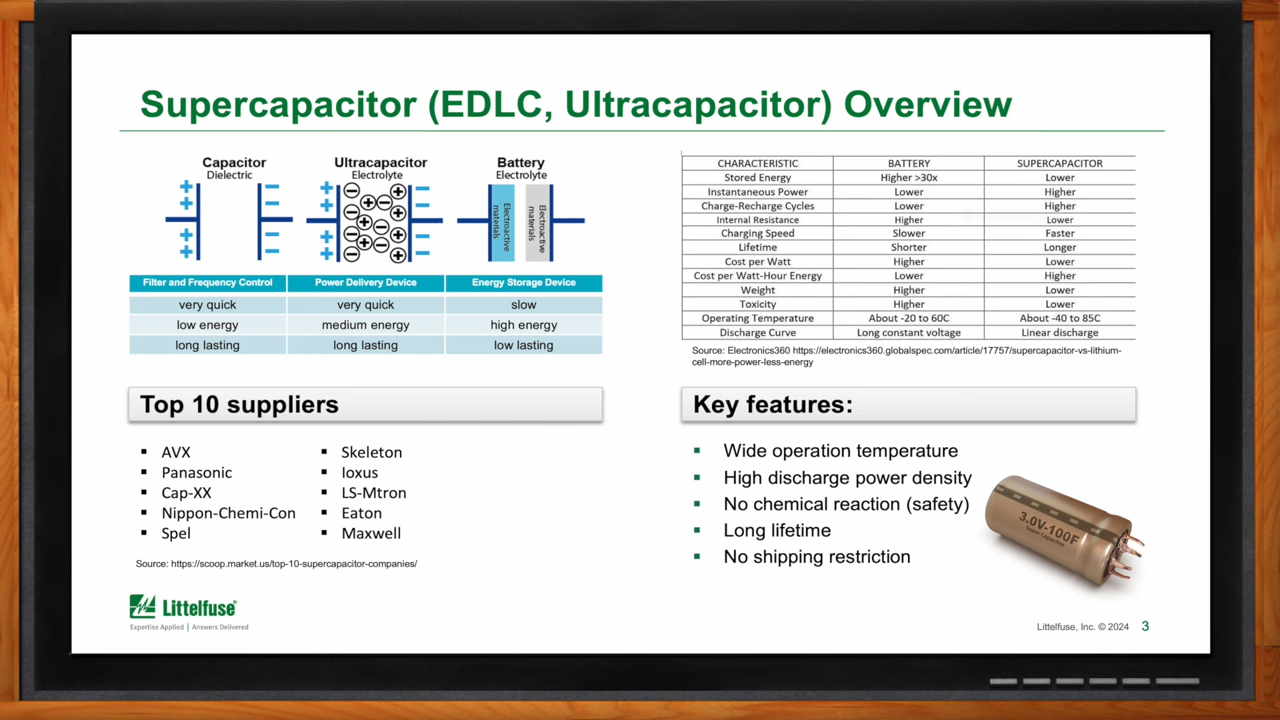 Supercapacitor (EDLC, Ultracapacitor) Overview
Capacitor
Dielectric
Ultracapacitor
Electrolyte
Battery
Electrolyte
Electroactive
materials
Electroactive
materials
Filter and Frequency Control Power Delivery Device Energy Storage Device
very quick very quick slow
low energy medium energy high energy
long lasting long lasting low lasting
CHARACTERISTIC BATTERY SUPERCAPACITOR
Stored Energy Higher >30x Lower
Instantaneous Power Lower Higher
Charge-Recharge Cycles Lower Higher
Internal Resistance Higher Lower
Charging Speed Slower Faster
Lifetime Shorter Longer
Cost per Watt Higher Lower
Cost per Watt-Hour Energy Lower Higher
Weight Higher Lower
Toxicity Higher Lower
Operating Temperature About -20 to 60C About -40 to 85C
Discharge Curve Long constant voltage Linear discharge
Source: Electronics360 https://electronics360.globalspec.com/article/17757/supercapacitor-vs-lithium-
cell-more-power-less-energy
Top 10 suppliers
▪ AVX
▪ Panasonic
▪ Cap-XX
▪ Nippon-Chemi-Con
▪ Spel
▪ Skeleton
▪ Ioxus
▪ LS-Mtron
▪ Eaton
▪ Maxwell
Source: https://scoop.market.us/top-10-supercapacitor-companies/
Key features:
▪ Wide operation temperature
▪ High discharge power density
▪ No chemical reaction (safety)
▪ Long lifetime
▪ No shipping restriction
3.0V-100F
Super Capacitor
Littelfuse®
Expertise Applied | Answers Delivered
Littelfuse, Inc. © 2024 3